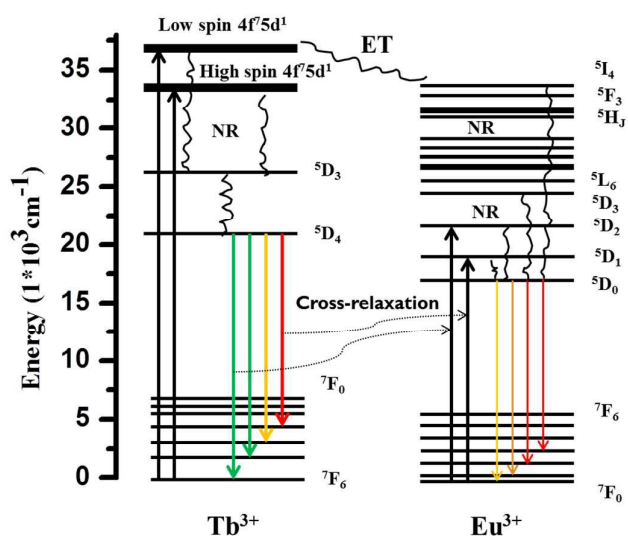 Low spin 4f⁷5d¹
ET
High spin 4f⁷5d¹
⁵I₄
⁵F₃
⁵H_J
NR
NR
⁵D₃
⁵L₆
⁵D₃
NR
⁵D₂
⁵D₄
⁵D₁
⁵D₀
Cross-relaxation
⁷F₀
⁷F₆
⁷F₆
⁷F₀
Energy (1*10³cm⁻¹)
35
30
25
20
15
10
5
0
Tb³⁺
Eu³⁺